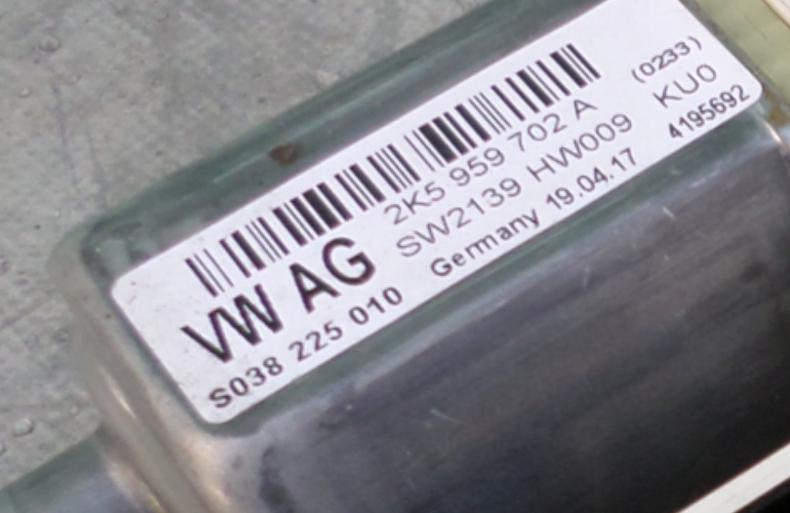 (0233)
2K5 959 702 A KU0
SW2139 HW009 4195692
VW AG
Germany 19.04.17
S038 225 010